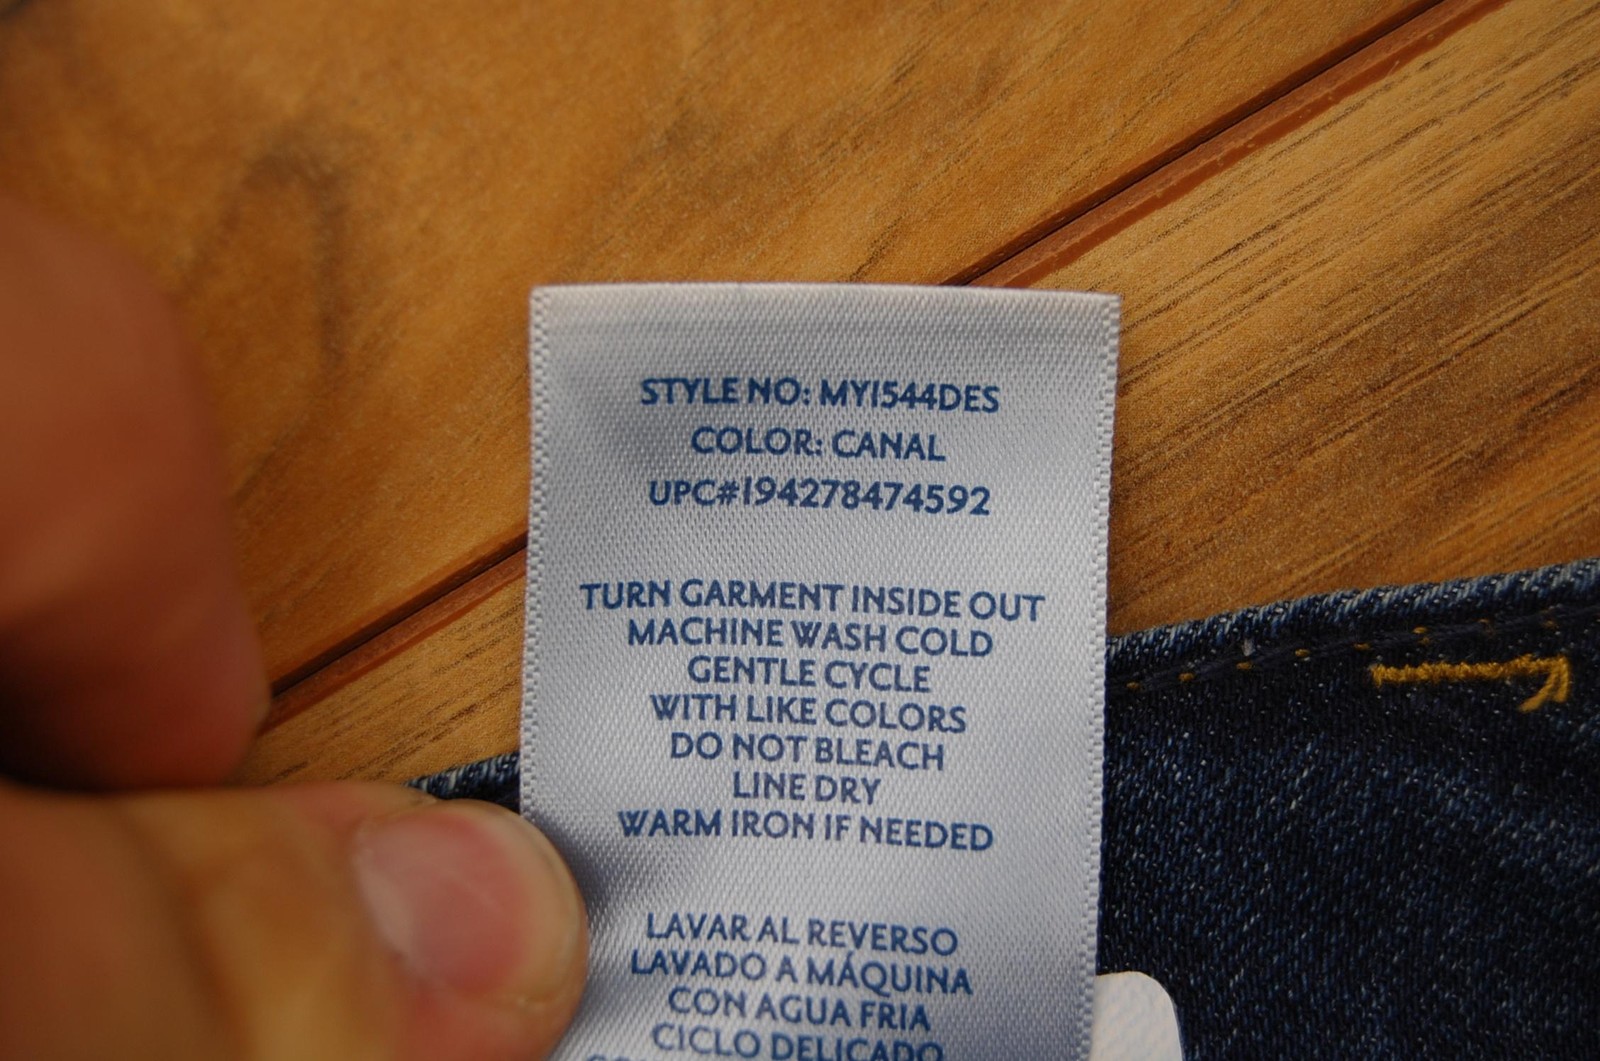 STYLE NO: MY1544DES
COLOR: CANAL
UPC#194278474592
TURN GARMENT INSIDE OUT
MACHINE WASH COLD
GENTLE CYCLE
WITH LIKE COLORS
DO NOT BLEACH
LINE DRY
WARM IRON IF NEEDED
LAVAR AL REVERSO
LAVADO A MÁQUINA
CON AGUA FRIA
CICLO DELICADO